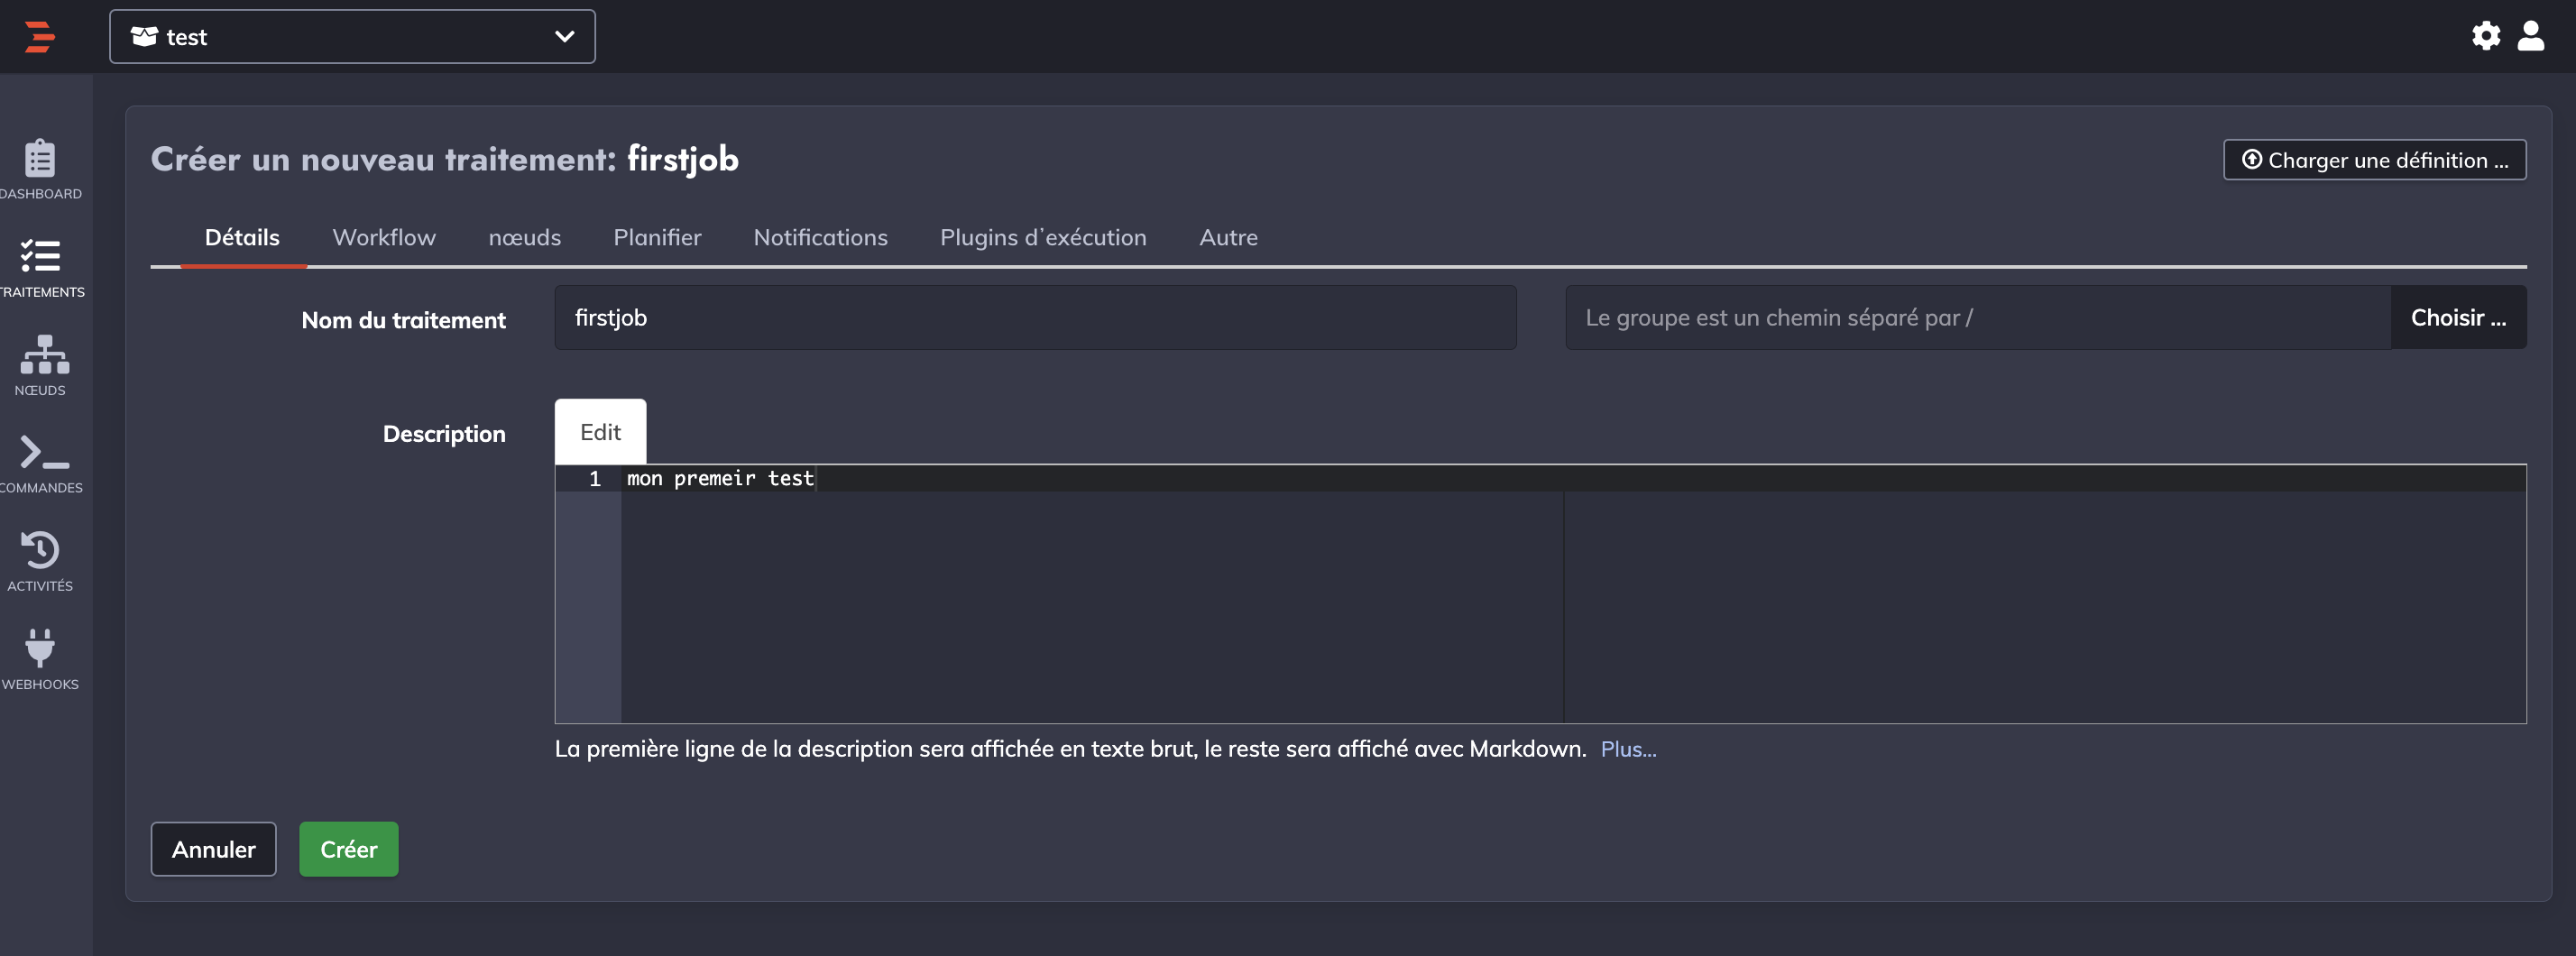 test
DASHBOARD
TRAITEMENTS
NŒUDS
COMMANDES
ACTIVITÉS
WEBHOOKS
Créer un nouveau traitement: firstjob
Charger une définition ...
Détails Workflow nœuds Planifier Notifications Plugins d'exécution Autre
Nom du traitement firstjob Le groupe est un chemin séparé par / Choisir ...
Description Edit
1 mon premeir test
La première ligne de la description sera affichée en texte brut, le reste sera affiché avec Markdown. Plus...
Annuler Créer